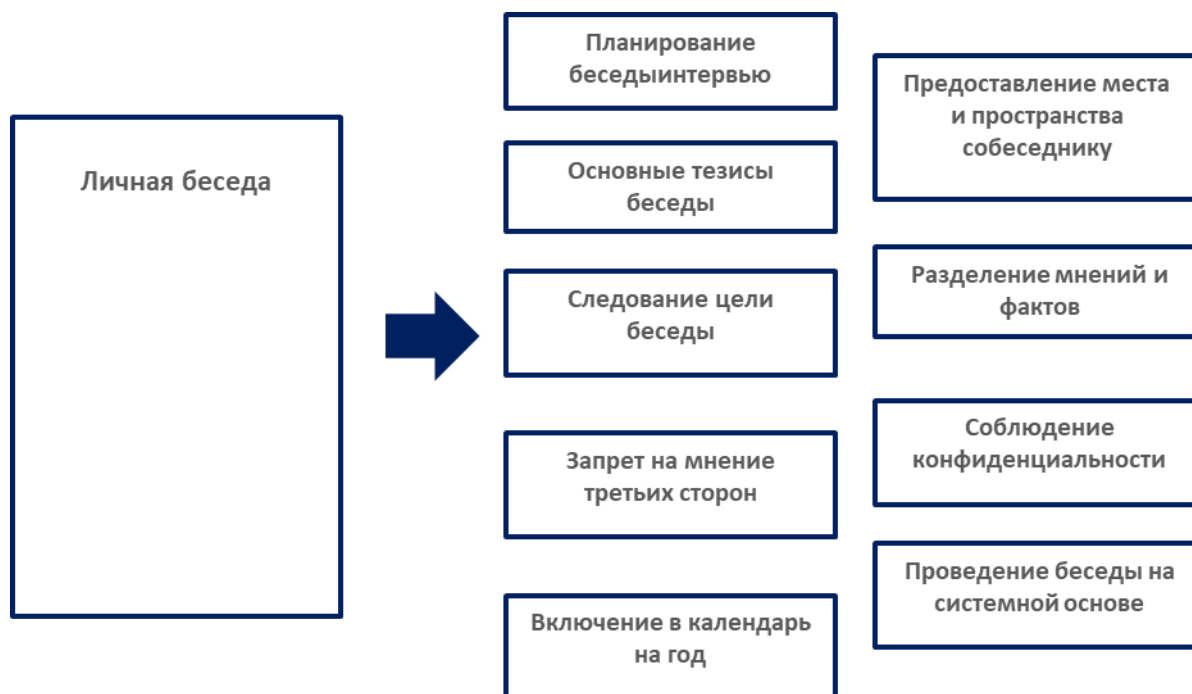 Личная беседа
Планирование
беседыинтервью
Основные тезисы
беседы
Следование цели
беседы
Запрет на мнение
третьих сторон
Включение в календарь
на год
Предоставление места
и пространства
собеседнику
Разделение мнений и
фактов
Соблюдение
конфиденциальности
Проведение беседы на
системной основе